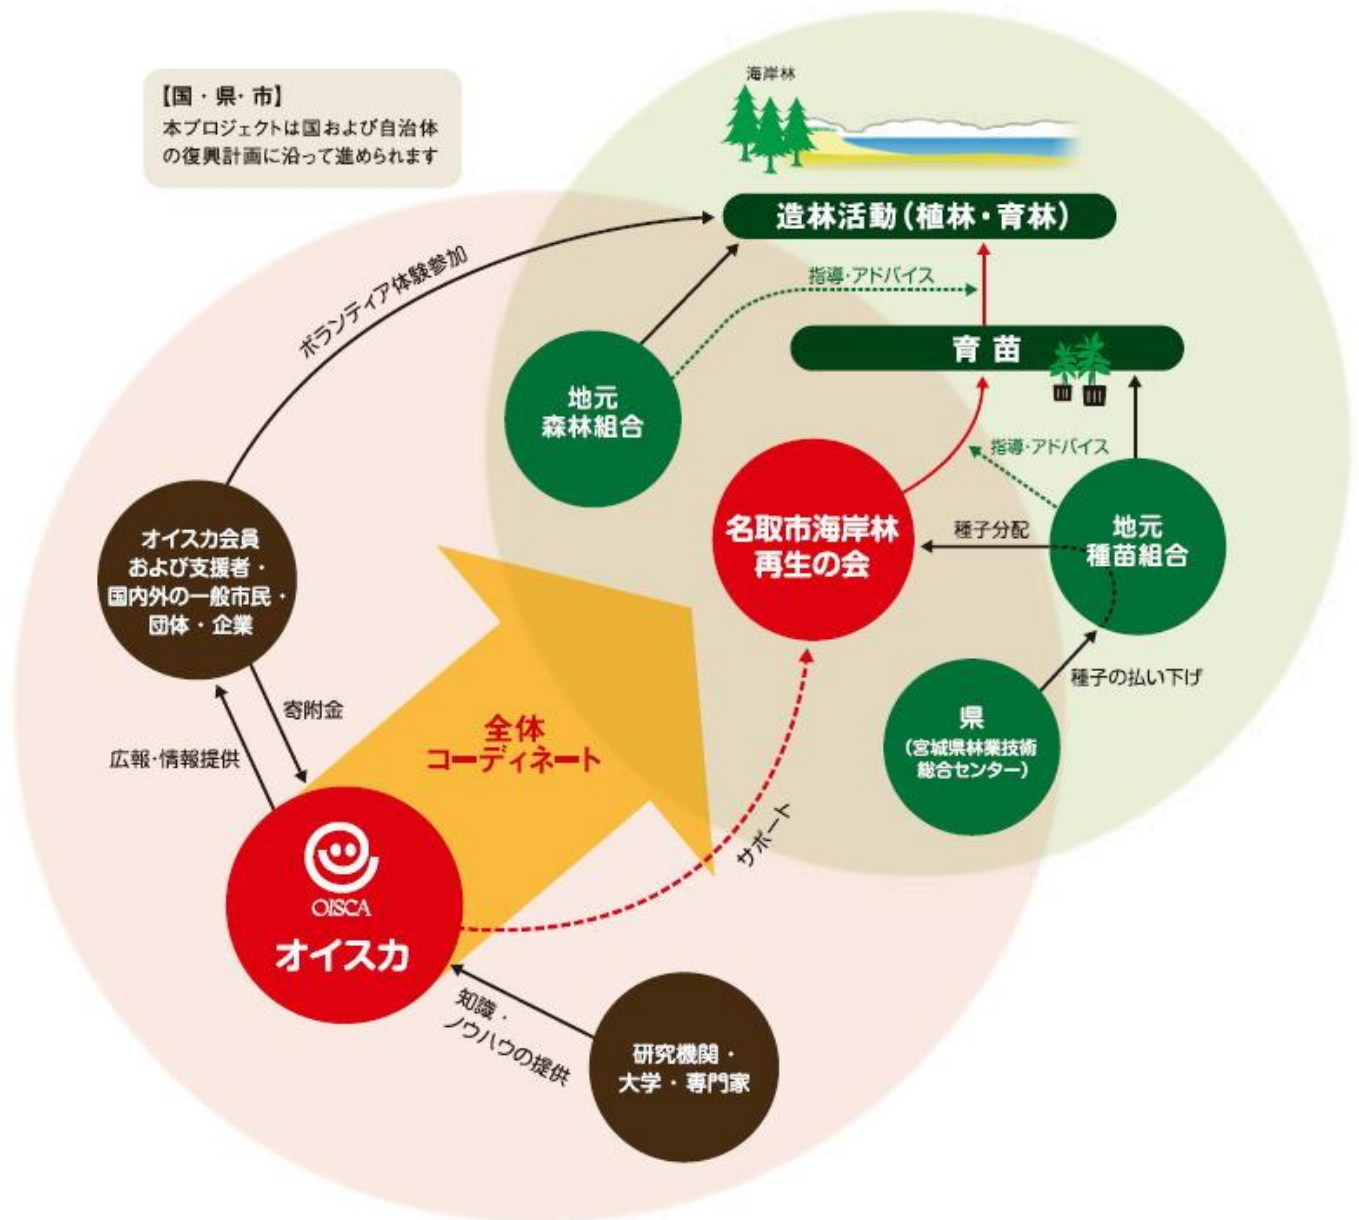 【国・県・市】
本プロジェクトは国および自治体
の復興計画に沿って進められます
海岸林
造林活動（植林・育林）
ボランティア体験参加
指導・アドバイス
育苗
地元
森林組合
指導・アドバイス
名取市海岸林
再生の会
種子分配
地元
種苗組合
オイスカ会員
および支援者・
国内外の一般市民・
団体・企業
種子の払い下げ
県
（宮城県林業技術
総合センター）
寄附金
広報・情報提供
全体
コーディネート
サポート
OISCA
オイスカ
知識・
ノウハウの提供
研究機関・
大学・専門家